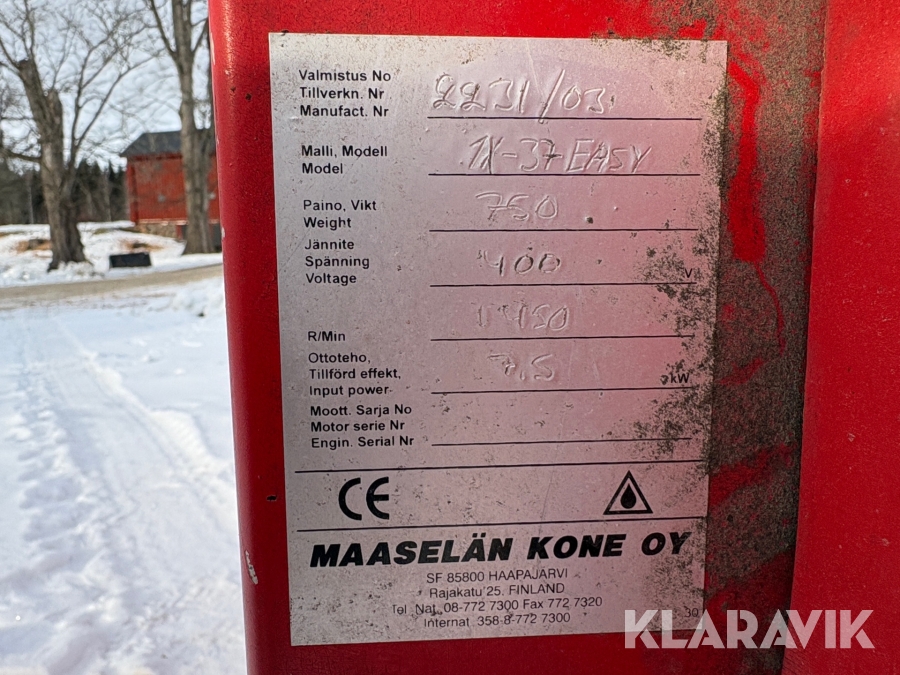 Valmistus No
Tillverkn. Nr
Manufact. Nr 2231/03
Malli, Modell
Model 1X-37 EASY
Paino, Vikt
Weight 750
Jännite
Spänning
Voltage 400 V
R/Min 1450
Ottoteho,
Tillförd effekt,
Input power 7.5 kW
Moott. Sarja No
Motor serie Nr
Engin. Serial Nr
CE
MAASELÄN KONE OY
SF 85800 HAAPAJARVI
Rajakatu 25. FINLAND
Tel. Nat. 08-772 7300 Fax 772 7320
Internat. 358-8-772 7300
30
KLARAVIK